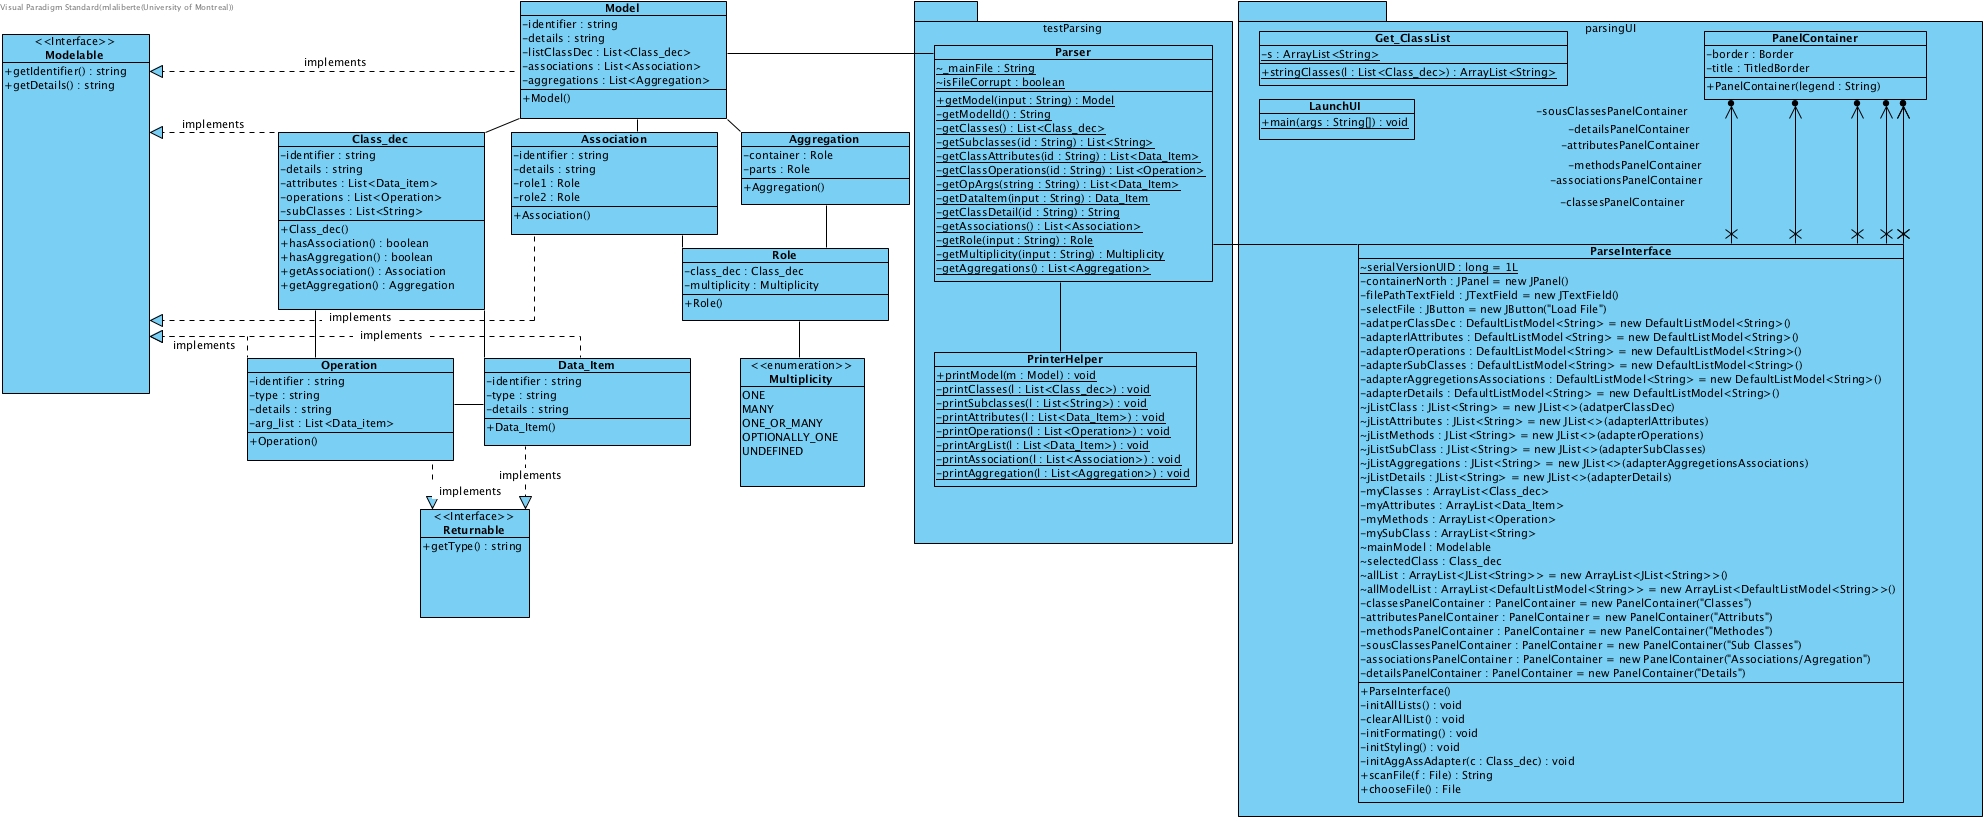 Visual Paradigm Standard(mlaliberte(University of Montreal))
<<Interface>>
Modelable
+getIdentifier() : string
+getDetails() : string
implements
implements
implements
implements
implements
Model
-identifier : string
-details : string
-listClassDec : List<Class_dec>
-associations : List<Association>
-aggregations : List<Aggregation>
+Model()
Class_dec
-identifier : string
-details : string
-attributes : List<Data_item>
-operations : List<Operation>
-subClasses : List<String>
+Class_dec()
+hasAssociation() : boolean
+hasAggregation() : boolean
+getAssociation() : Association
+getAggregation() : Aggregation
Association
-identifier : string
-details : string
-role1 : Role
-role2 : Role
+Association()
Aggregation
-container : Role
-parts : Role
+Aggregation()
Role
-class_dec : Class_dec
-multiplicity : Multiplicity
+Role()
Operation
-identifier : string
-type : string
-details : string
-arg_list : List<Data_item>
+Operation()
Data_Item
-identifier : string
-type : string
-details : string
+Data_Item()
<<enumeration>>
Multiplicity
ONE
MANY
ONE_OR_MANY
OPTIONALLY_ONE
UNDEFINED
implements
implements
<<Interface>>
Returnable
+getType() : string
testParsing
Parser
~_mainFile : String
~isFileCorrupt : boolean
+getModel(input : String) : Model
-getModelId() : String
-getClasses() : List<Class_dec>
-getSubclasses(id : String) : List<String>
-getClassAttributes(id : String) : List<Data_Item>
-getClassOperations(id : String) : List<Operation>
-getOpArgs(string : String) : List<Data_Item>
-getDataItem(input : String) : Data_Item
-getClassDetail(id : String) : String
-getAssociations() : List<Association>
-getRole(input : String) : Role
-getMultiplicity(input : String) : Multiplicity
-getAggregations() : List<Aggregation>
PrinterHelper
+printModel(m : Model) : void
-printClasses(l : List<Class_dec>) : void
-printSubclasses(l : List<String>) : void
-printAttributes(l : List<Data_Item>) : void
-printOperations(l : List<Operation>) : void
-printArgList(l : List<Data_Item>) : void
-printAssociation(l : List<Association>) : void
-printAggregation(l : List<Aggregation>) : void
parsingUI
Get_ClassList
-s : ArrayList<String>
+stringClasses(l : List<Class_dec>) : ArrayList<String>
LaunchUI
+main(args : String[]) : void
PanelContainer
-border : Border
-title : TitledBorder
+PanelContainer(legend : String)
-sousClassesPanelContainer
-detailsPanelContainer
-attributesPanelContainer
-methodsPanelContainer
-associationsPanelContainer
-classesPanelContainer
ParseInterface
~serialVersionUID : long = 1L
-containerNorth : JPanel = new JPanel()
-filePathTextField : JTextField = new JTextField()
-selectFile : JButton = new JButton("Load File")
-adatperClassDec : DefaultListModel<String> = new DefaultListModel<String>()
-adapterlAttributes : DefaultListModel<String> = new DefaultListModel<String>()
-adapterOperations : DefaultListModel<String> = new DefaultListModel<String>()
-adapterSubClasses : DefaultListModel<String> = new DefaultListModel<String>()
-adapterAggregetionsAssociations : DefaultListModel<String> = new DefaultListModel<String>()
-adapterDetails : DefaultListModel<String> = new DefaultListModel<String>()
~jListClass : JList<String> = new JList<>(adatperClassDec)
~jListAttributes : JList<String> = new JList<>(adapterlAttributes)
~jListMethods : JList<String> = new JList<>(adapterOperations)
~jListSubClass : JList<String> = new JList<>(adapterSubClasses)
~jListAggregations : JList<String> = new JList<>(adapterAggregetionsAssociations)
~jListDetails : JList<String> = new JList<>(adapterDetails)
-myClasses : ArrayList<Class_dec>
-myAttributes : ArrayList<Data_Item>
-myMethods : ArrayList<Operation>
-mySubClass : ArrayList<String>
~mainModel : Modelable
~selectedClass : Class_dec
~allList : ArrayList<JList<String>> = new ArrayList<JList<String>>()
~allModelList : ArrayList<DefaultListModel<String>> = new ArrayList<DefaultListModel<String>>()
-classesPanelContainer : PanelContainer = new PanelContainer("Classes")
-attributesPanelContainer : PanelContainer = new PanelContainer("Attributs")
-methodsPanelContainer : PanelContainer = new PanelContainer("Methodes")
-sousClassesPanelContainer : PanelContainer = new PanelContainer("Sub Classes")
-associationsPanelContainer : PanelContainer = new PanelContainer("Associations/Agregation")
-detailsPanelContainer : PanelContainer = new PanelContainer("Details")
+ParseInterface()
-initAllLists() : void
-clearAllList() : void
-initFormating() : void
-initStyling() : void
-initAggAssAdapter(c : Class_dec) : void
+scanFile(f : File) : String
+chooseFile() : File